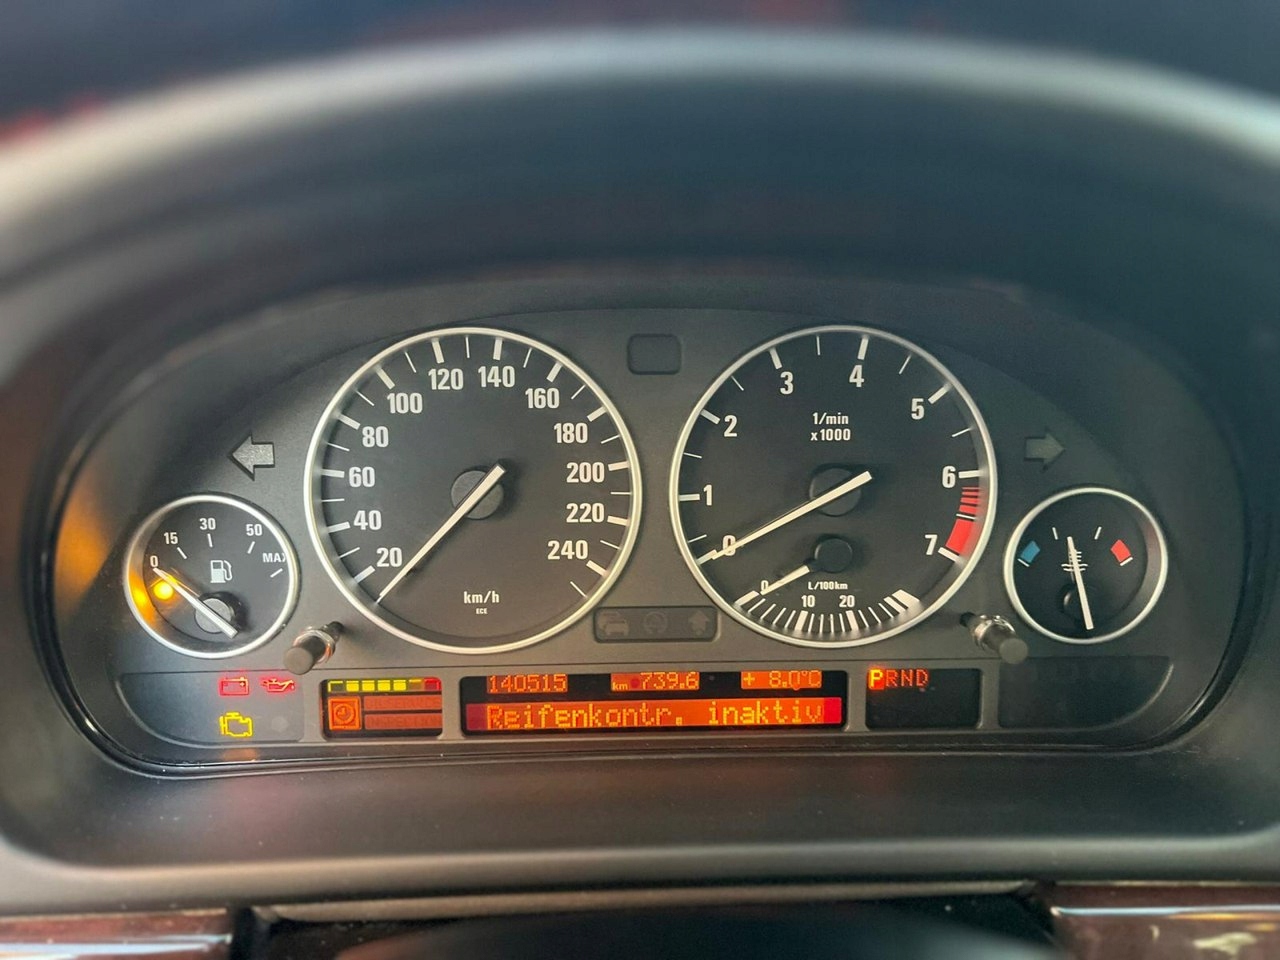 20 40 60 80 100 120 140 160 180 200 220 240
km/h
ECE
0 1 2 3 4 5 6 7
1/min
x1000
0 15 30 50 MAX
0 10 20
L/100km
140515 km 739.6 + 8.0°C
Reifenkontr. inaktiv
PRND